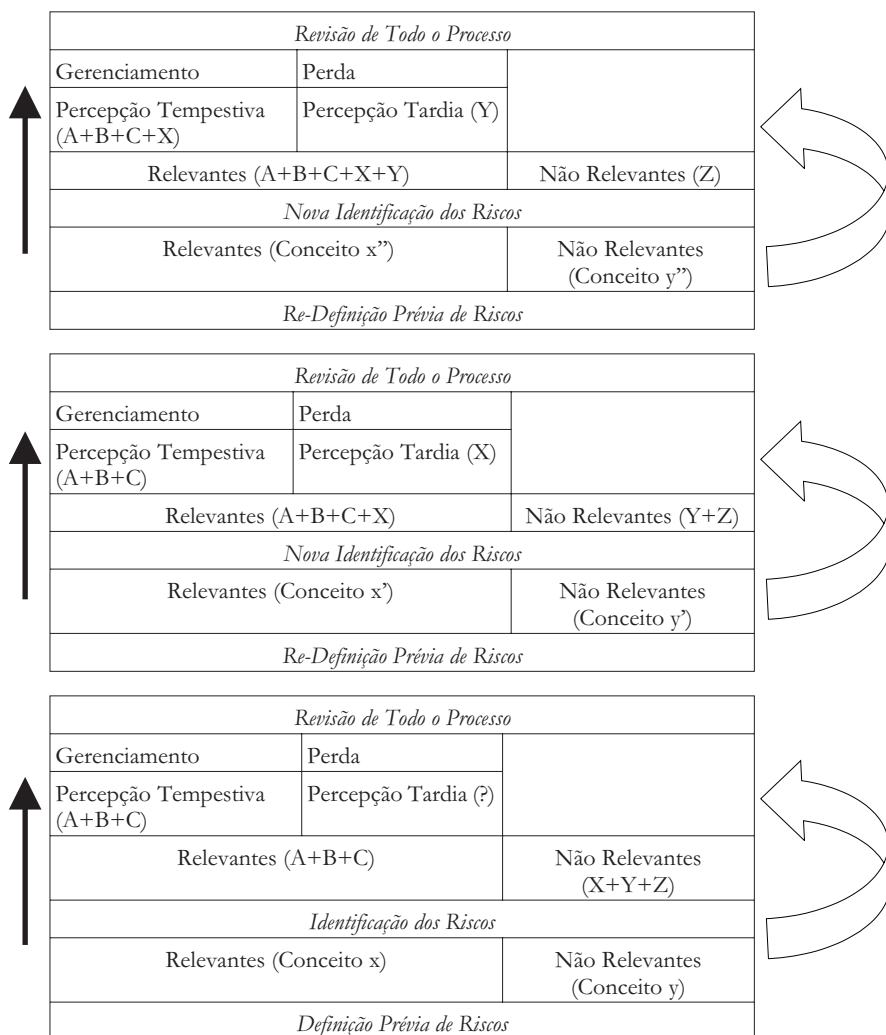 Revisão de Todo o Processo
Gerenciamento
Perda
Percepção Tempestiva
(A+B+C+X)
Percepção Tardia (Y)
Relevantes (A+B+C+X+Y)
Não Relevantes (Z)
Nova Identificação dos Riscos
Relevantes (Conceito x”)
Não Relevantes
(Conceito y”)
Re-Definição Prévia de Riscos
Revisão de Todo o Processo
Gerenciamento
Perda
Percepção Tempestiva
(A+B+C)
Percepção Tardia (X)
Relevantes (A+B+C+X)
Não Relevantes (Y+Z)
Nova Identificação dos Riscos
Relevantes (Conceito x’)
Não Relevantes
(Conceito y’)
Re-Definição Prévia de Riscos
Revisão de Todo o Processo
Gerenciamento
Perda
Percepção Tempestiva
(A+B+C)
Percepção Tardia (?)
Relevantes (A+B+C)
Não Relevantes
(X+Y+Z)
Identificação dos Riscos
Relevantes (Conceito x)
Não Relevantes
(Conceito y)
Definição Prévia de Riscos